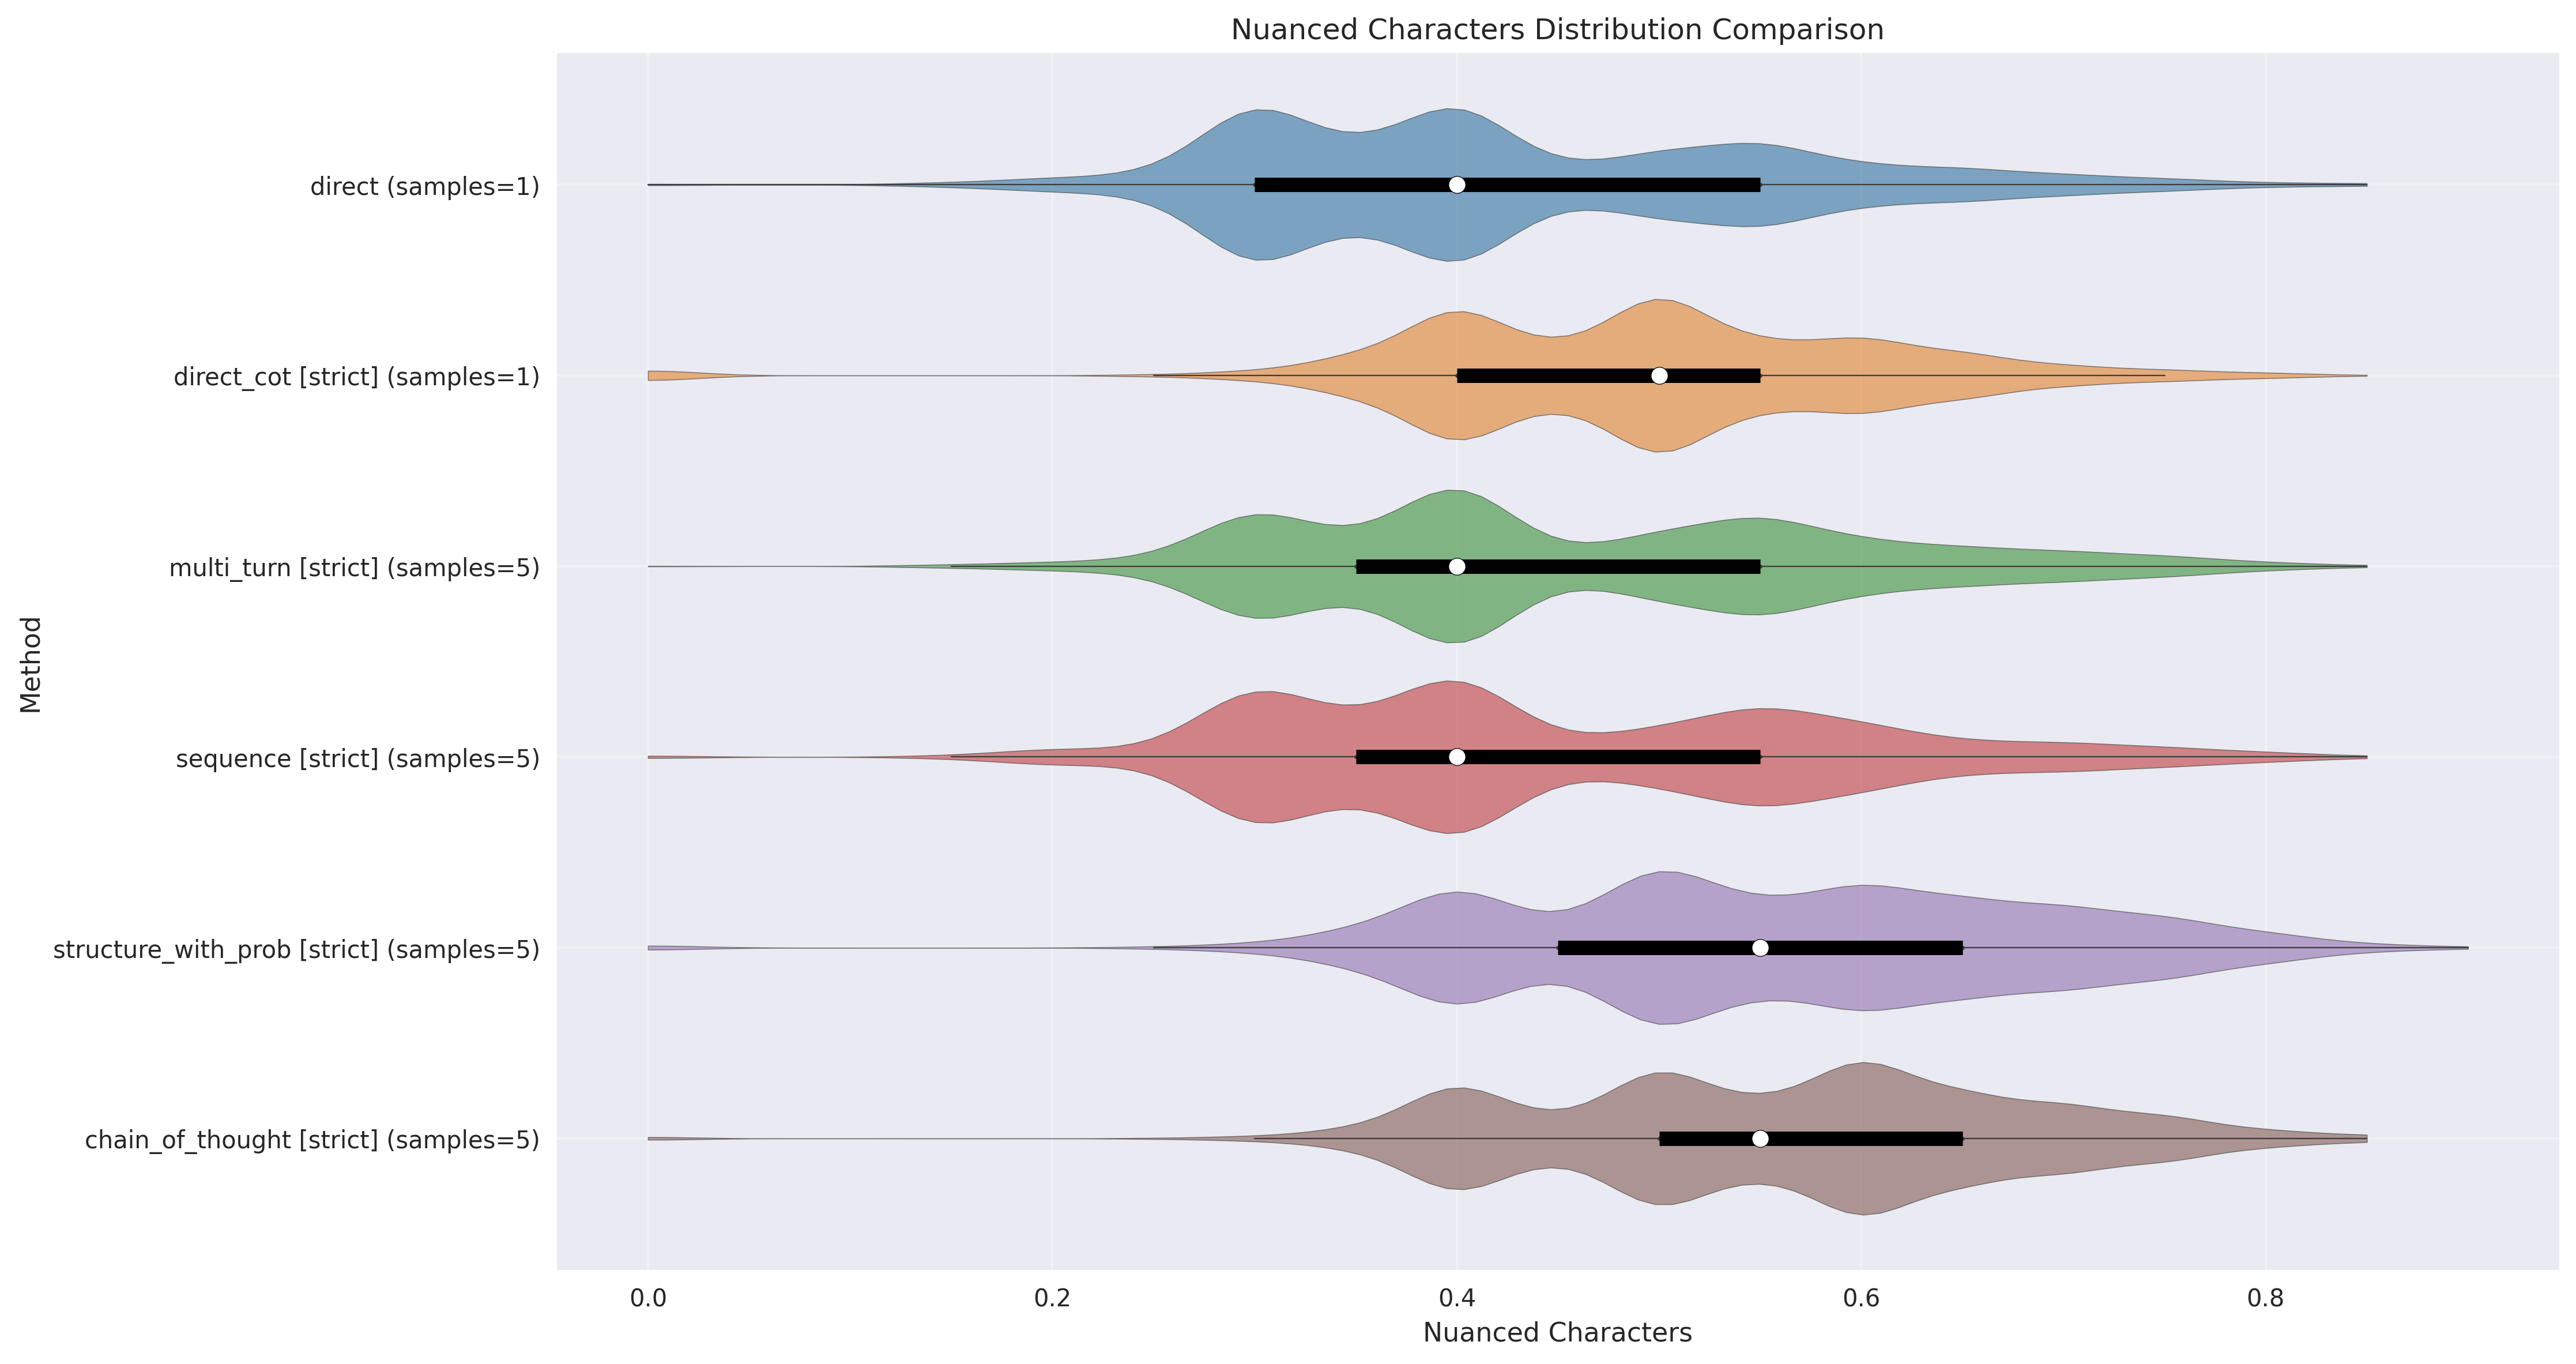 Nuanced Characters Distribution Comparison
Method
direct (samples=1)
direct_cot [strict] (samples=1)
multi_turn [strict] (samples=5)
sequence [strict] (samples=5)
structure_with_prob [strict] (samples=5)
chain_of_thought [strict] (samples=5)
0.0 0.2 0.4 0.6 0.8
Nuanced Characters